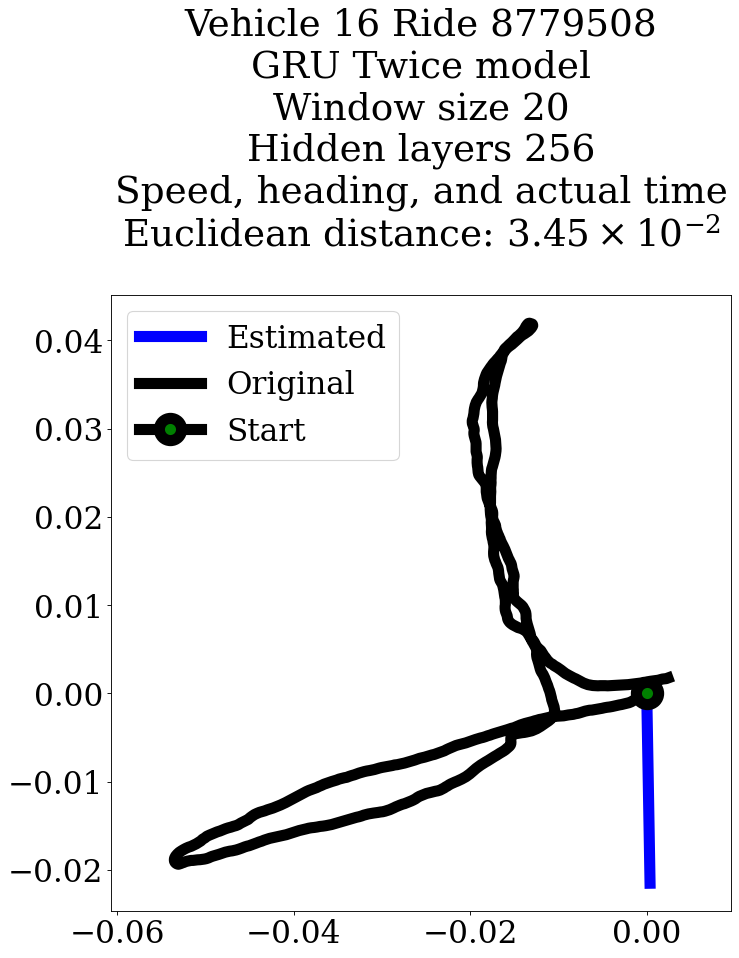 Vehicle 16 Ride 8779508
GRU Twice model
Window size 20
Hidden layers 256
Speed, heading, and actual time
Euclidean distance: 3.45 × 10⁻²
Estimated
Original
Start
0.04
0.03
0.02
0.01
0.00
−0.01
−0.02
−0.06 −0.04 −0.02 0.00